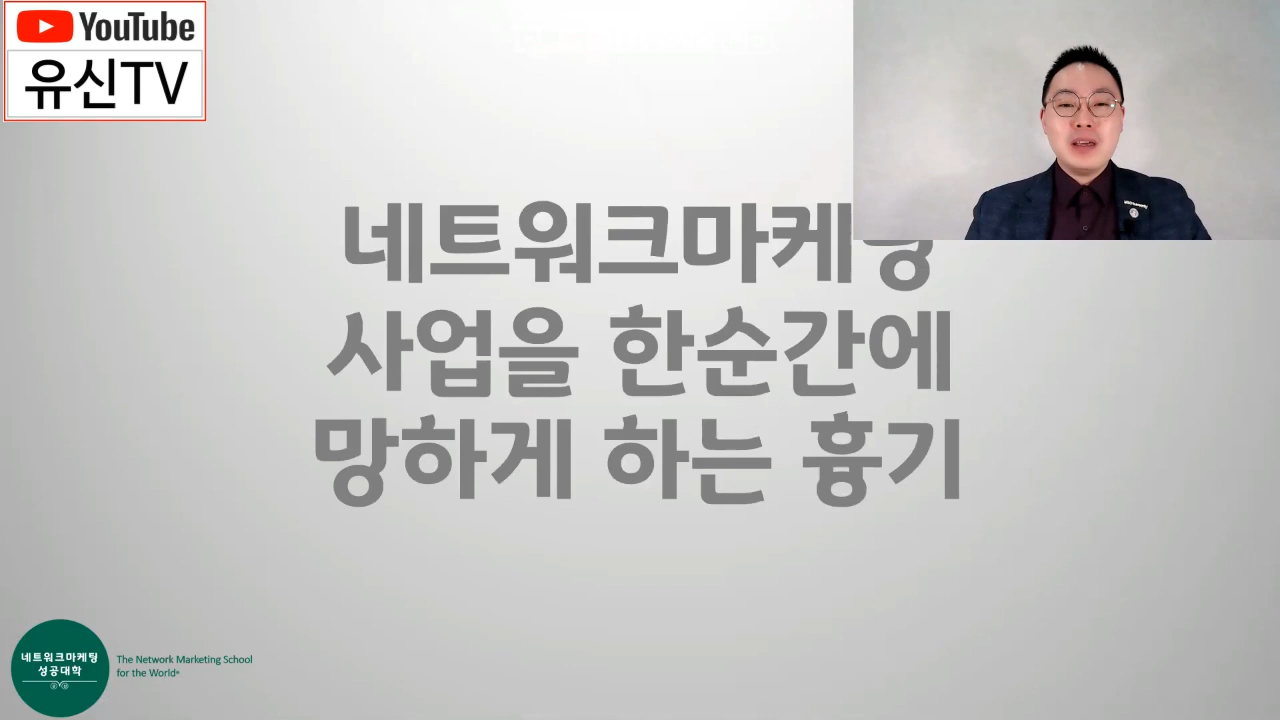 YouTube
유신TV
네트워크마케팅
사업을 한순간에
망하게 하는 흉기
네트워크마케팅
성공대학
The Network Marketing School
for the World